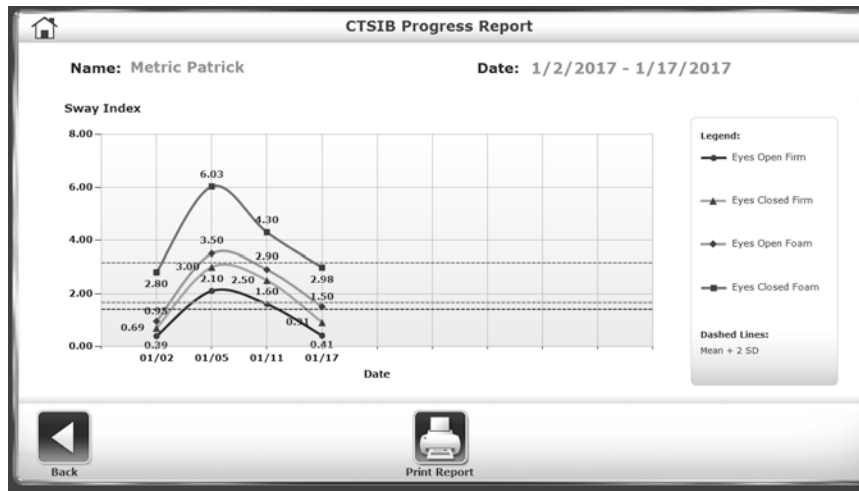 CTSIB Progress Report
Name: Metric Patrick
Date: 1/2/2017 - 1/17/2017
Sway Index
8.00
6.00
4.00
2.00
0.00
6.03
4.30
3.50
2.90
3.00
2.80
2.98
2.10
2.50
1.60
1.50
0.95
0.69
0.91
0.39
0.41
01/02 01/05 01/11 01/17
Date
Legend:
Eyes Open Firm
Eyes Closed Firm
Eyes Open Foam
Eyes Closed Foam
Dashed Lines:
Mean + 2 SD
Back
Print Report